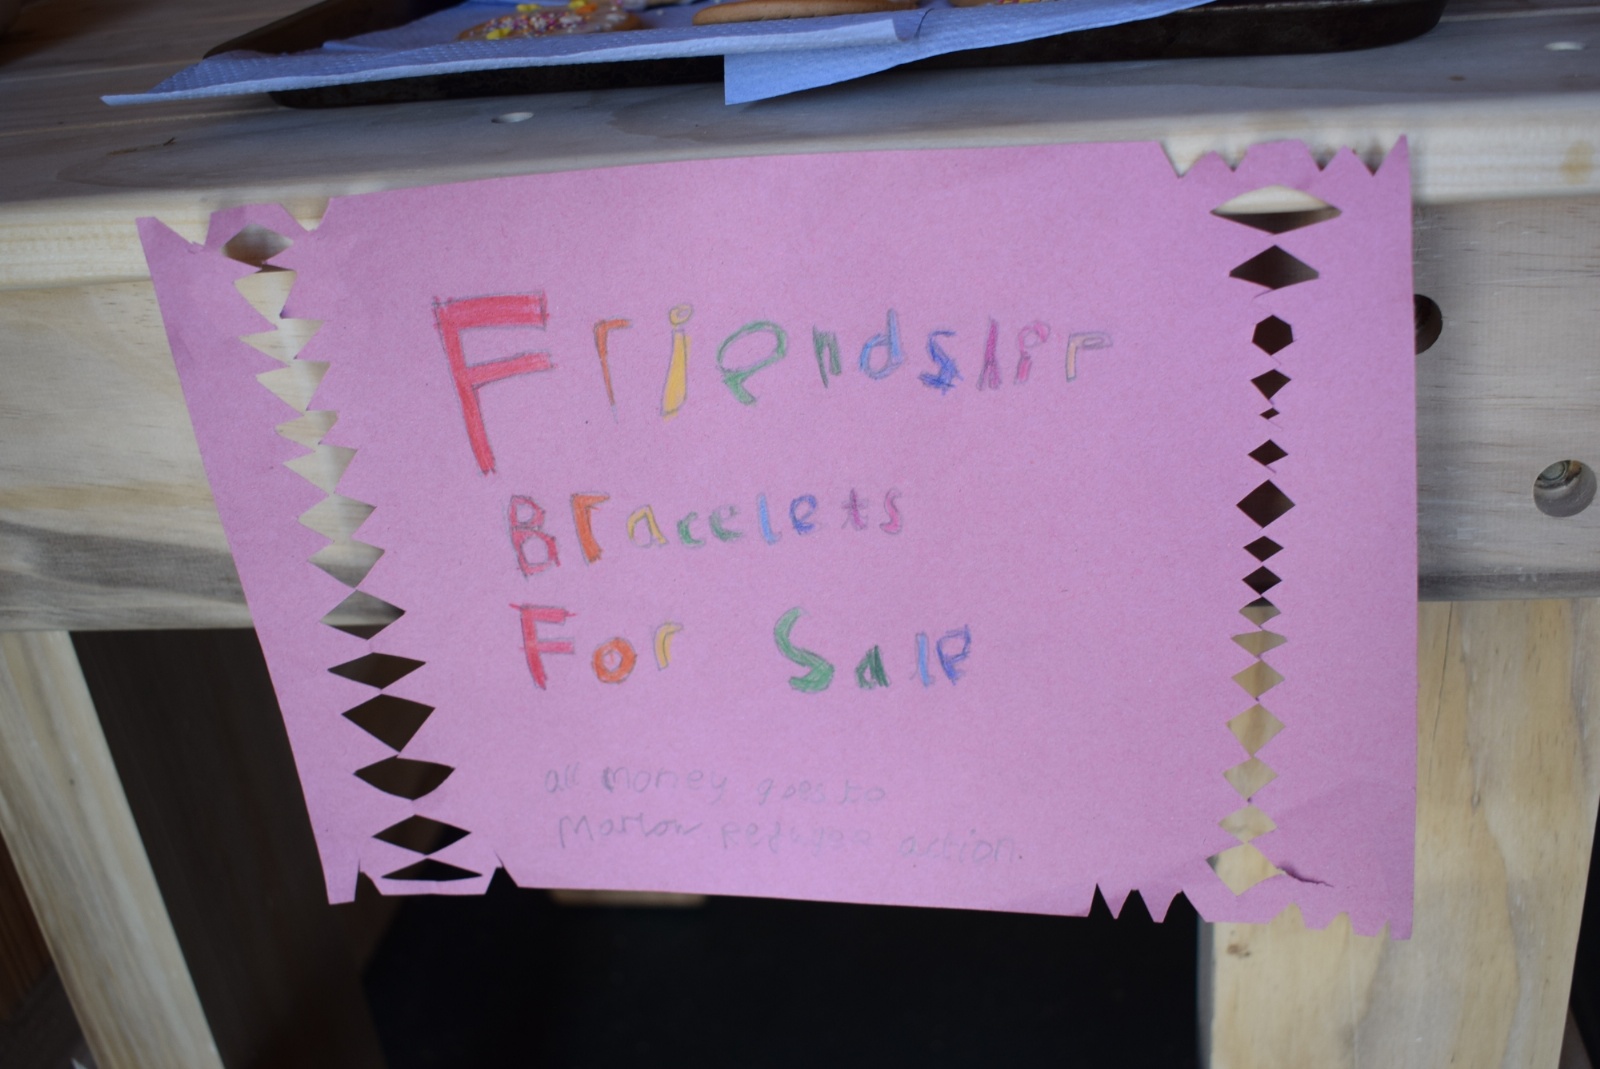 Friendship
Bracelets
For Sale
all money goes to
Marlow Refugee action.